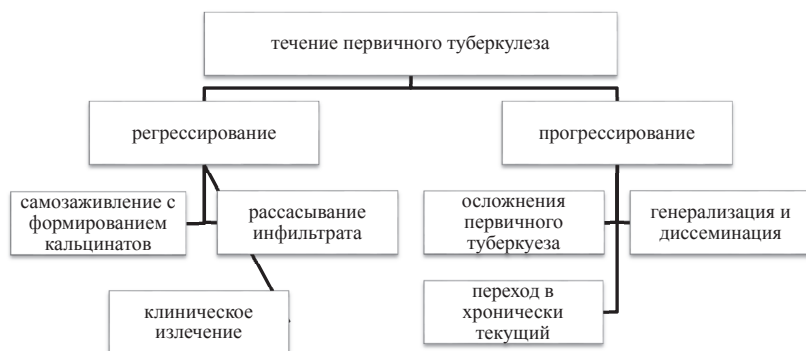 течение первичного туберкулеза
регрессирование
прогрессирование
самозаживление с
формированием
кальцинатов
рассасывание
инфильтрата
осложнения
первичного
туберкуеза
генерализация и
диссеминация
клиническое
излечение
переход в
хронически
текущий